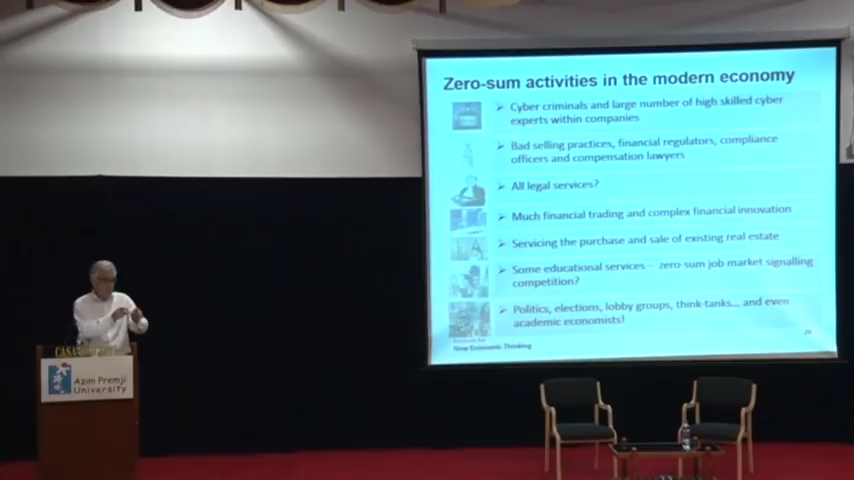 Zero-sum activities in the modern economy
Cyber criminals and large number of high skilled cyber
experts within companies
Bad selling practices, financial regulators, compliance
officers and compensation lawyers
All legal services?
Much financial trading and complex financial innovation
Servicing the purchase and sale of existing real estate
Some educational services – zero-sum job market signalling
competition?
Politics, elections, lobby groups, think-tanks... and even
academic economists!
New Economic Thinking
Azim Premji
University